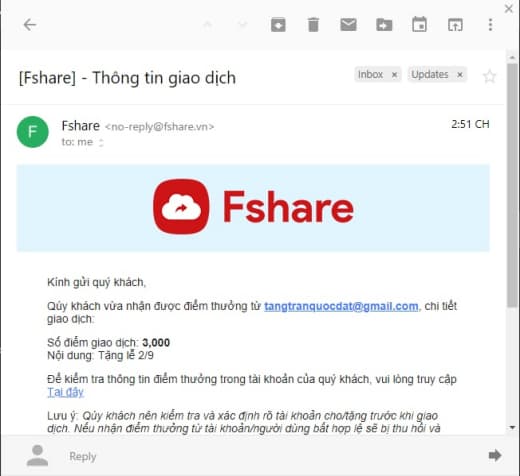 [Fshare] - Thông tin giao dịch
Inbox ×
Updates ×
F
Fshare <no-reply@fshare.vn>
2:51 CH
to: me
Fshare
Kính gửi quý khách,
Qúy khách vừa nhận được điểm thưởng từ tangtranquocdat@gmail.com, chi tiết
giao dịch:
Số điểm giao dịch: 3,000
Nội dung: Tặng lễ 2/9
Để kiểm tra thông tin điểm thưởng trong tài khoản của quý khách, vui lòng truy cập
Tại đây
Lưu ý: Qúy khách nên kiểm tra và xác định rõ tài khoản cho/tặng trước khi giao
dịch. Nếu nhận điểm thưởng từ tài khoản/người dùng bất hợp lệ sẽ bị thu hồi và
Reply